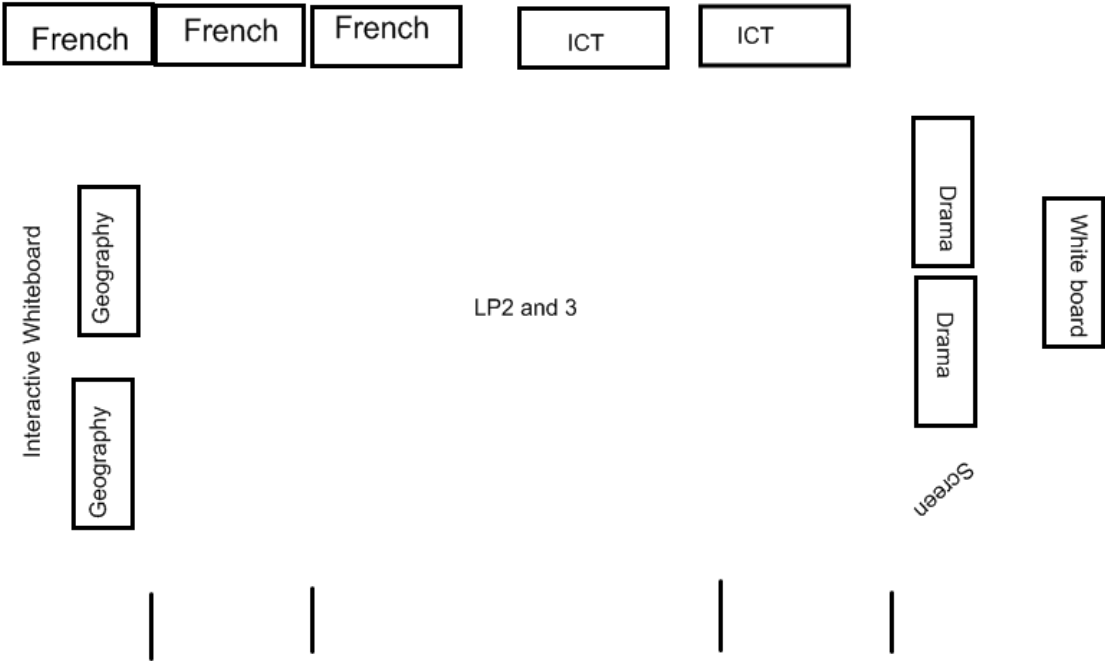 French
French
French
ICT
ICT
Interactive Whiteboard
Geography
Geography
LP2 and 3
Drama
Drama
White board
Screen